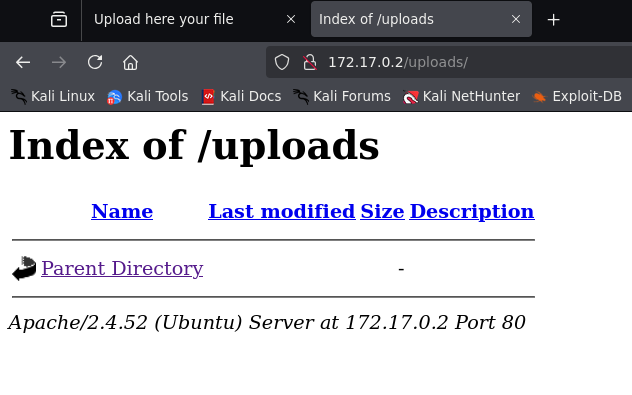 Upload here your file
Index of /uploads
172.17.0.2/uploads/
Kali Linux Kali Tools Kali Docs Kali Forums Kali NetHunter Exploit-DB
Index of /uploads
Name Last modified Size Description
Parent Directory -
Apache/2.4.52 (Ubuntu) Server at 172.17.0.2 Port 80